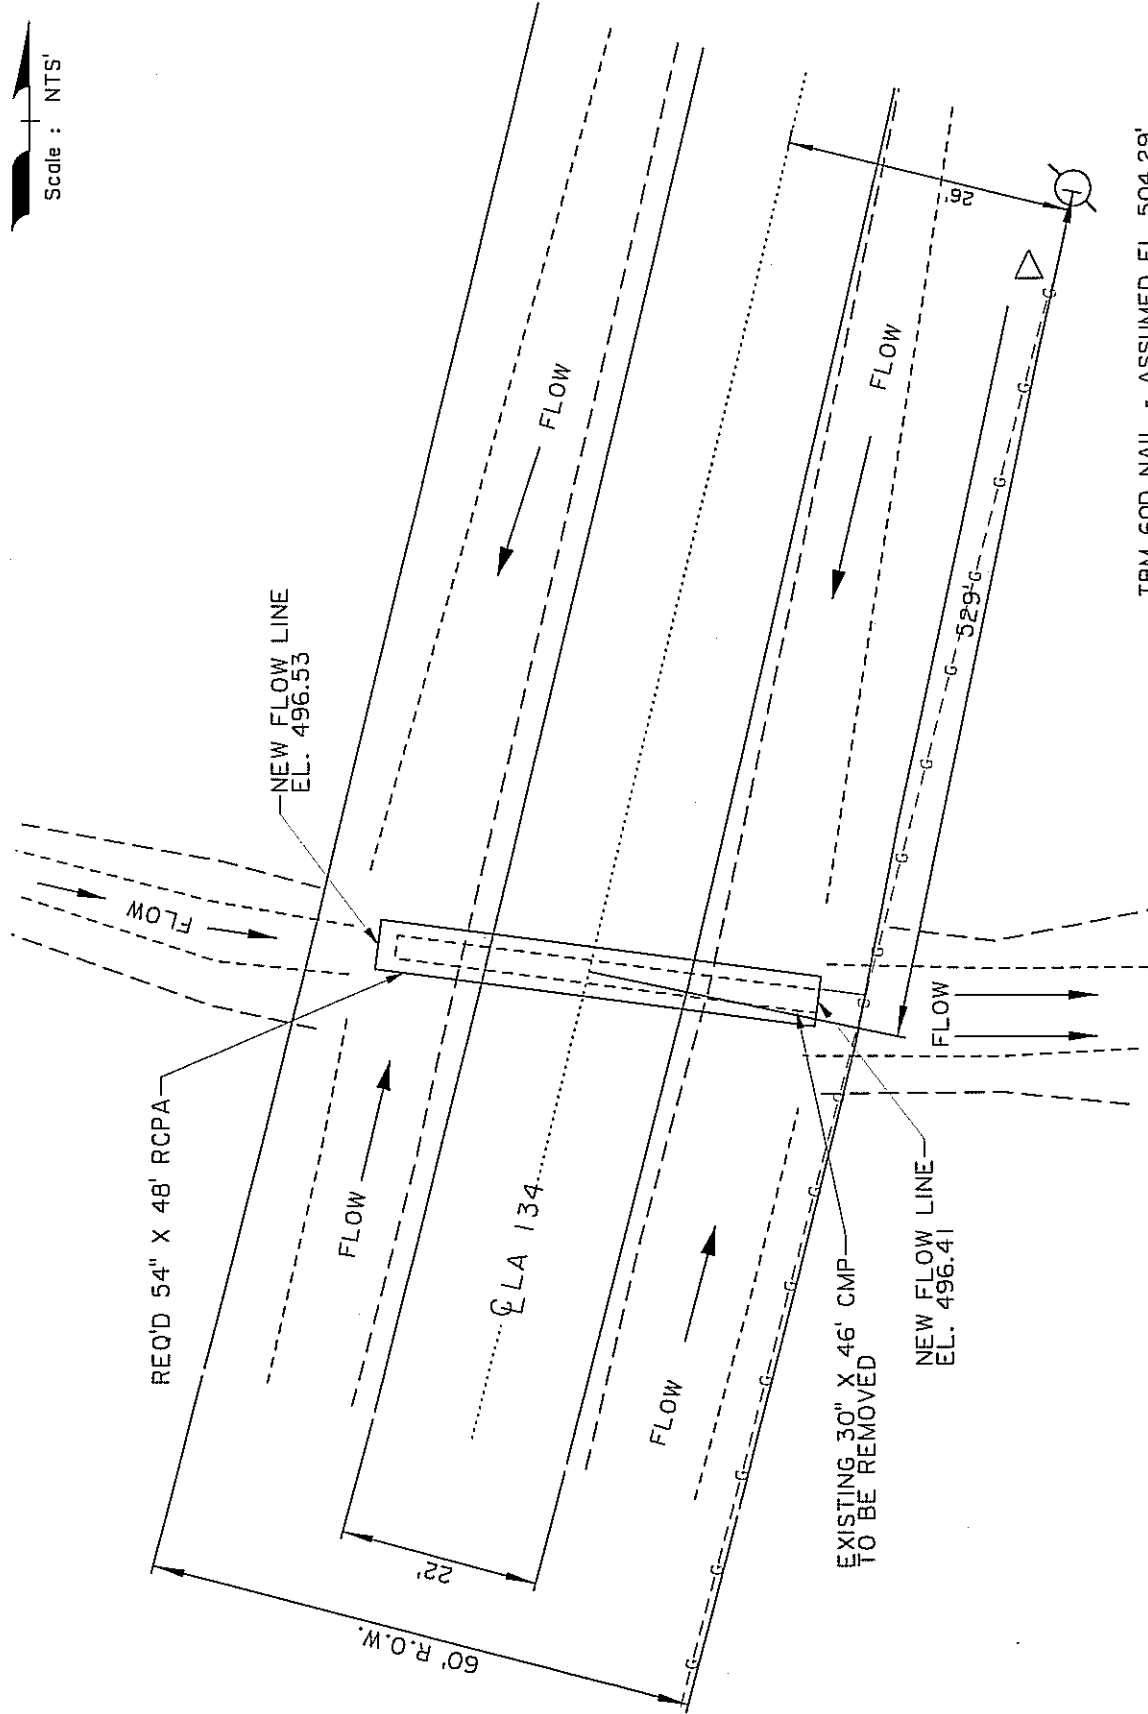 Scale : NTS'
NEW FLOW LINE
EL. 496.53
FLOW
FLOW
FLOW
26'
529'
REQ'D 54" X 48' RCPA
FLOW
℄ LA 134
FLOW
FLOW
22'
60' R.O.W.
EXISTING 30" X 46' CMP
TO BE REMOVED
NEW FLOW LINE
EL. 496.41
G G G G G G G G G G G G G G G
T
TBM 60D NAIL - ASSUMED EL. 504.29'